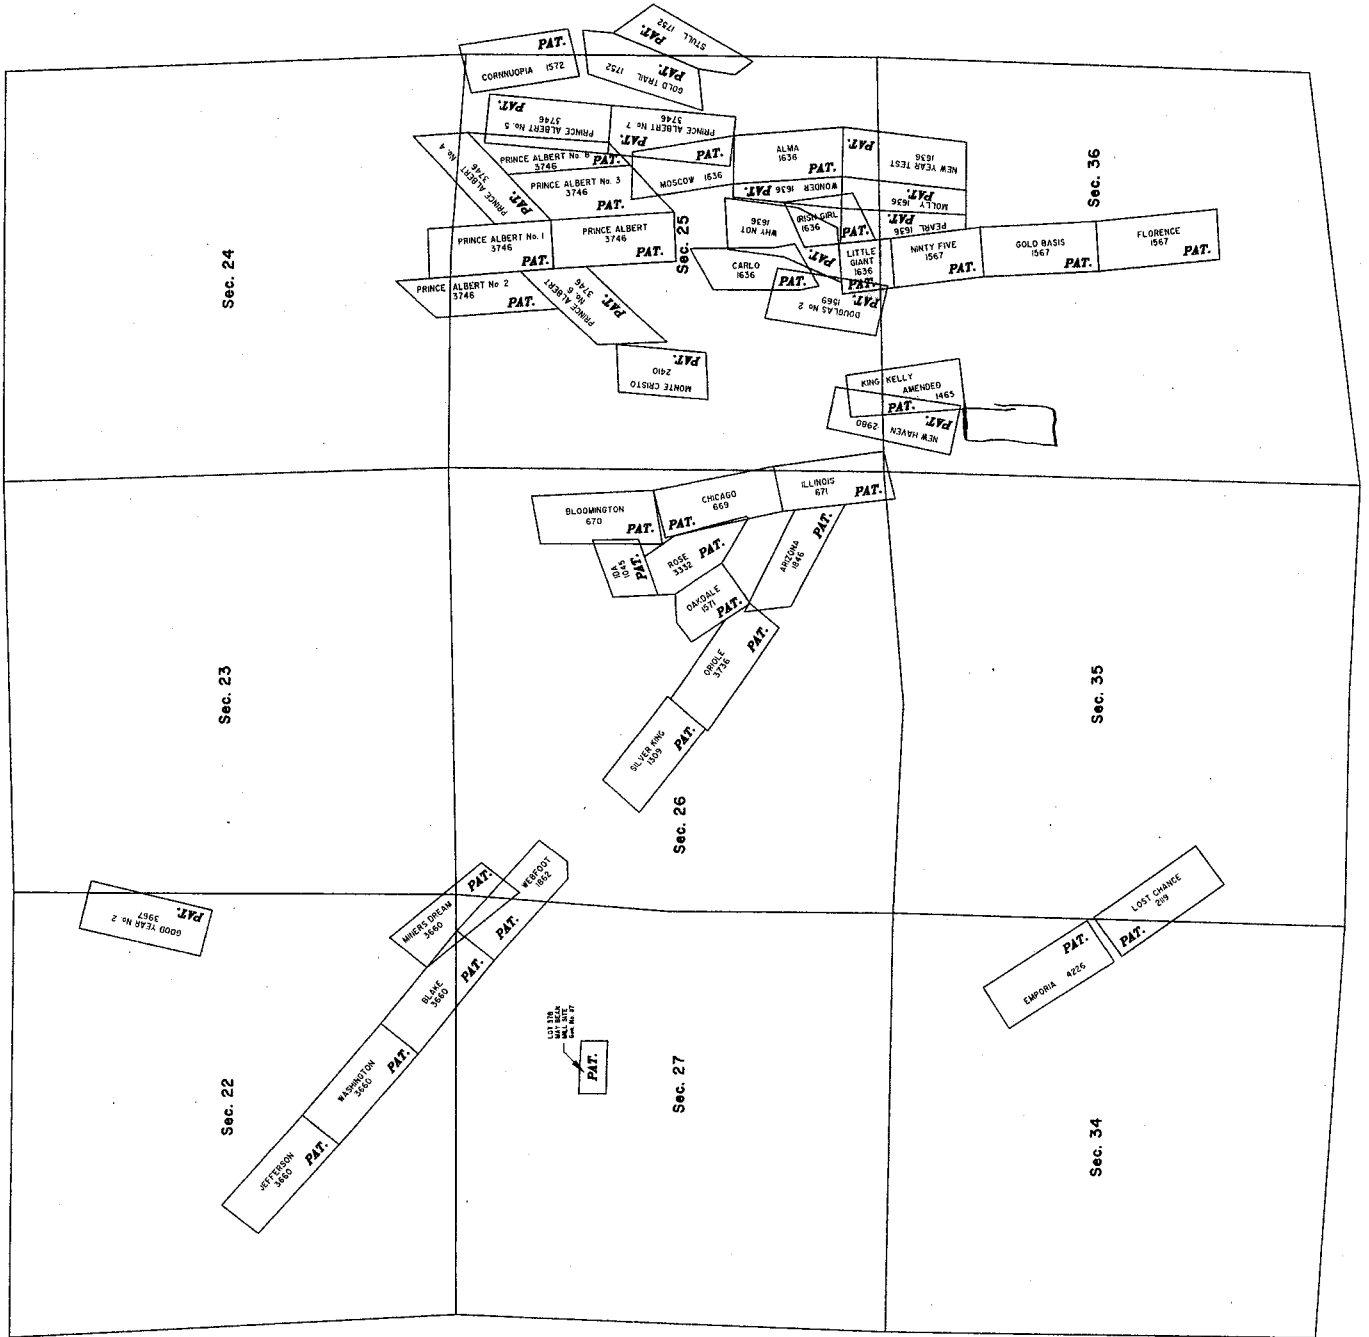 STULL 1752
PAT.
GOLD TRAIL 1752
PAT.
PAT.
CORNNUOPIA 1572
PAT.
PRINCE ALBERT No. 5
3746
PRINCE ALBERT No. 7
3746
PAT.
PRINCE ALBERT No. 4
3746
PAT.
PRINCE ALBERT No. 8
3746
PAT.
PRINCE ALBERT No. 3
3746
PAT.
MOSCOW 1636
PAT.
ALMA
1636
PAT.
NEW YEAR TEST
1636
PAT.
WONDER 1636 PAT.
MOLLY 1636
PEARL 1636
PAT.
WHY NOT
1636
PAT.
IRISH GIRL
1636
PAT.
LITTLE
GIANT
1636
PAT.
NINTY FIVE
1567
PAT.
GOLD BASIS
1567
PAT.
FLORENCE
1567
PAT.
PRINCE ALBERT No. 1
3746
PAT.
PRINCE ALBERT
3746
PAT.
PRINCE ALBERT No 2
3746
PAT.
PRINCE ALBERT
No 6
3746
PAT.
CARLO
1636
DOUGLAS No 2
1569
PAT.
MONTE CRISTO
2410
PAT.
KING KELLY
AMENDED
1465
PAT.
NEW HAVEN 2980
PAT.
Sec. 24
Sec. 25
Sec. 36
BLOOMINGTON
670
PAT.
CHICAGO
669
PAT.
ILLINOIS
671
PAT.
IDA
1045
PAT.
ROSE
3332
PAT.
OAKDALE
1571
PAT.
ARIZONA
1846
PAT.
ORIOLE
3736
PAT.
SILVER KING
1309
PAT.
Sec. 23
Sec. 26
Sec. 35
GOOD YEAR No 2
3967
PAT.
MINERS DREAM
3660
PAT.
WEBFOOT
1862
PAT.
BLAKE
3660
PAT.
WASHINGTON
3660
PAT.
JEFFERSON
3660
PAT.
LOT 37B
MAY BEAN
MILL SITE
PAT.
LOST CHANCE
2119
PAT.
EMPORIA 4226
PAT.
Sec. 22
Sec. 27
Sec. 34